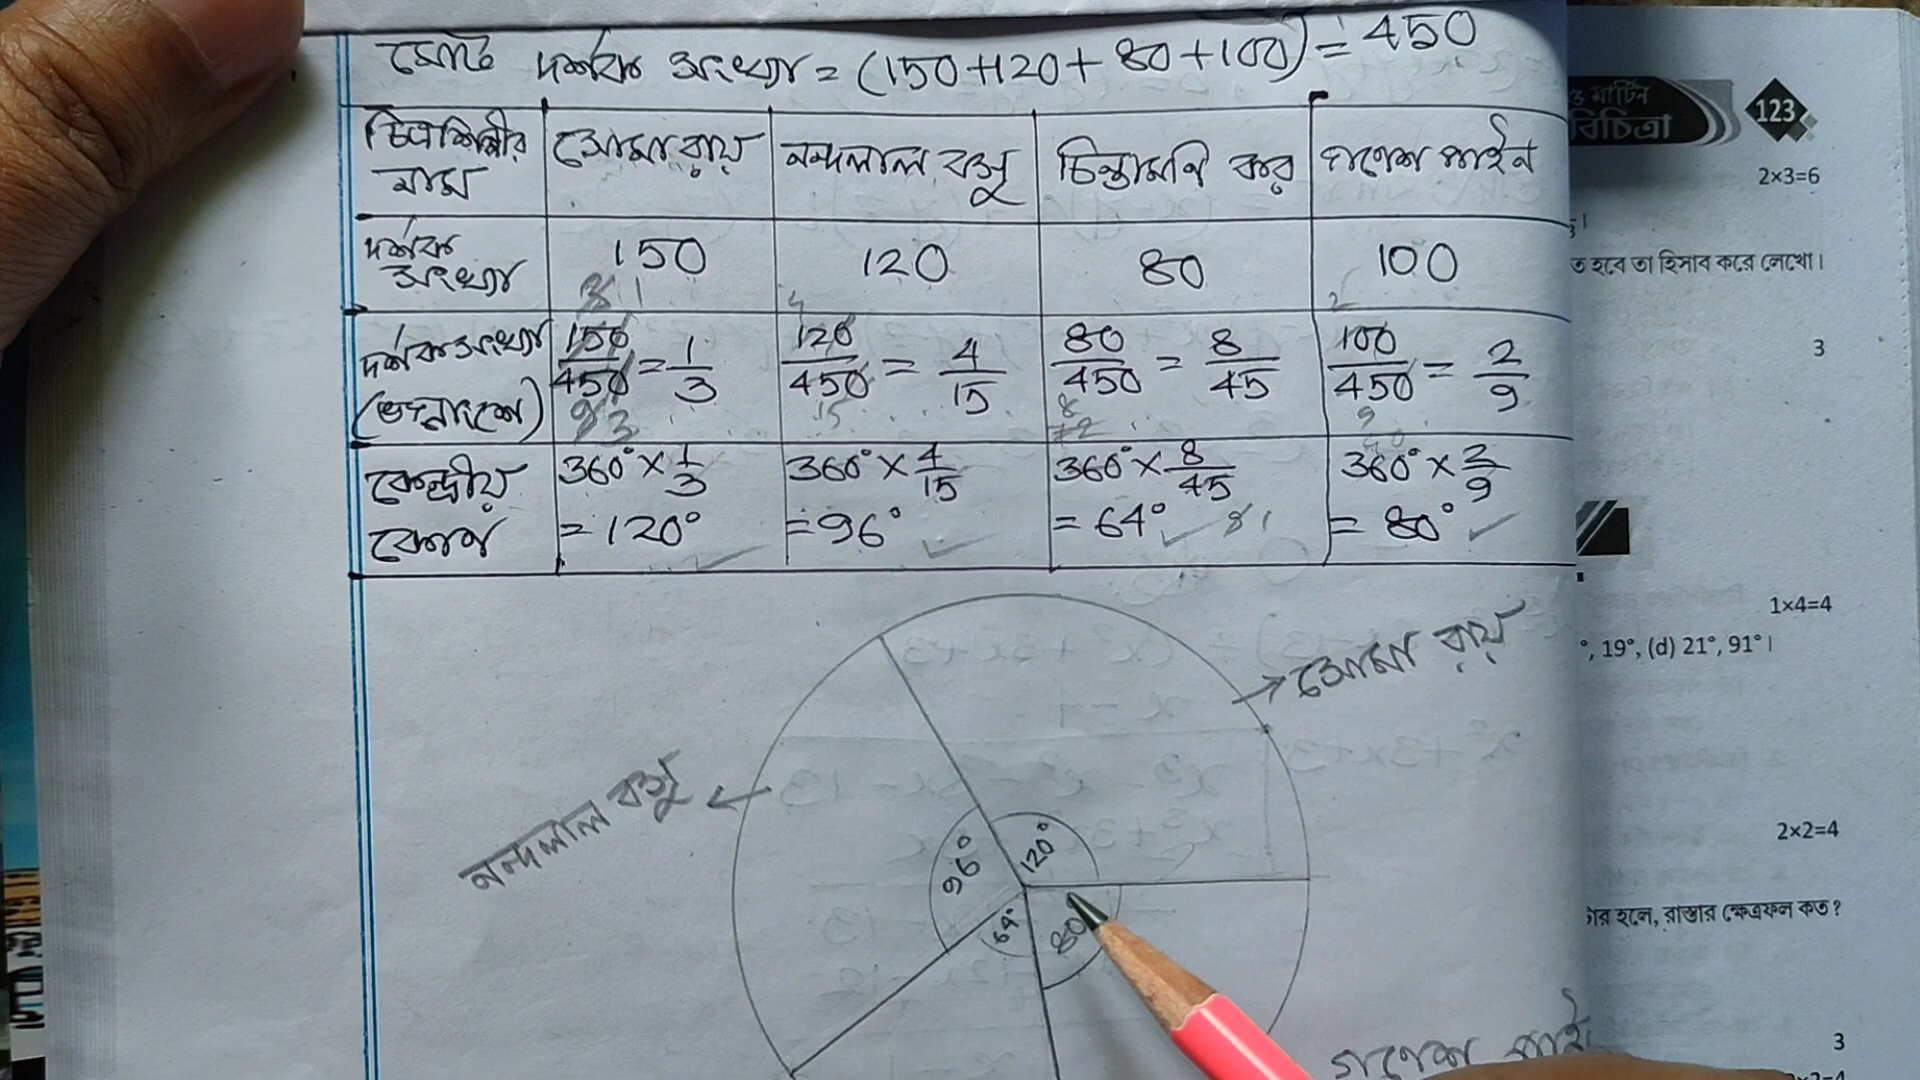 মোট দর্শক সংখ্যা = (150+120+80+100) = 450
চিত্রশিল্পীর নাম সোমা রায় নন্দলাল বসু চিন্তামনি কর গণেশ পাইন
দর্শক সংখ্যা 150 120 80 100
দর্শক সংখ্যা (ভগ্নাংশে) 150/450 = 1/3 120/450 = 4/15 80/450 = 8/45 100/450 = 2/9
কেন্দ্রীয় কোণ 360° × 1/3 360° × 4/15 360° × 8/45 360° × 2/9
= 120° = 96° = 64° = 80°
সোমা রায়
নন্দলাল বসু
120°
96°
64°
80
গণেশ পাই
মার্টিন
বিচিত্রা
123
2×3=6
ত হবে তা হিসাব করে লেখো।
3
1×4=4
°, 19°, (d) 21°, 91°।
2×2=4
হলে, রাস্তার ক্ষেত্রফল কত?
3